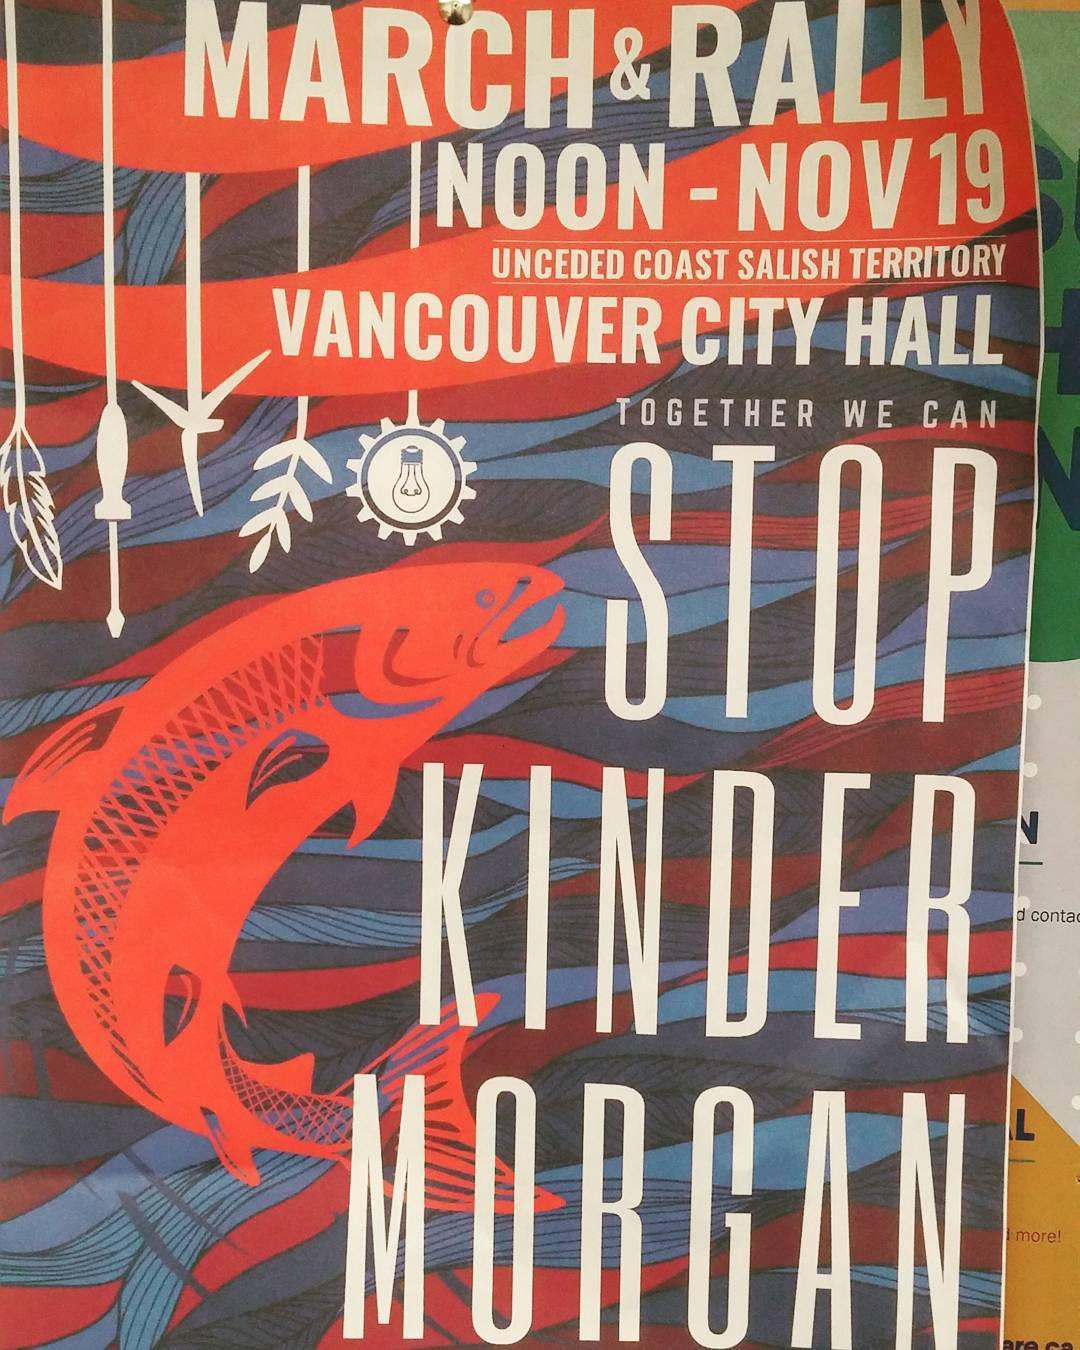 MARCH & RALLY
NOON - NOV 19
UNCEDED COAST SALISH TERRITORY
VANCOUVER CITY HALL
TOGETHER WE CAN
STOP
KINDER
MORGAN
more!